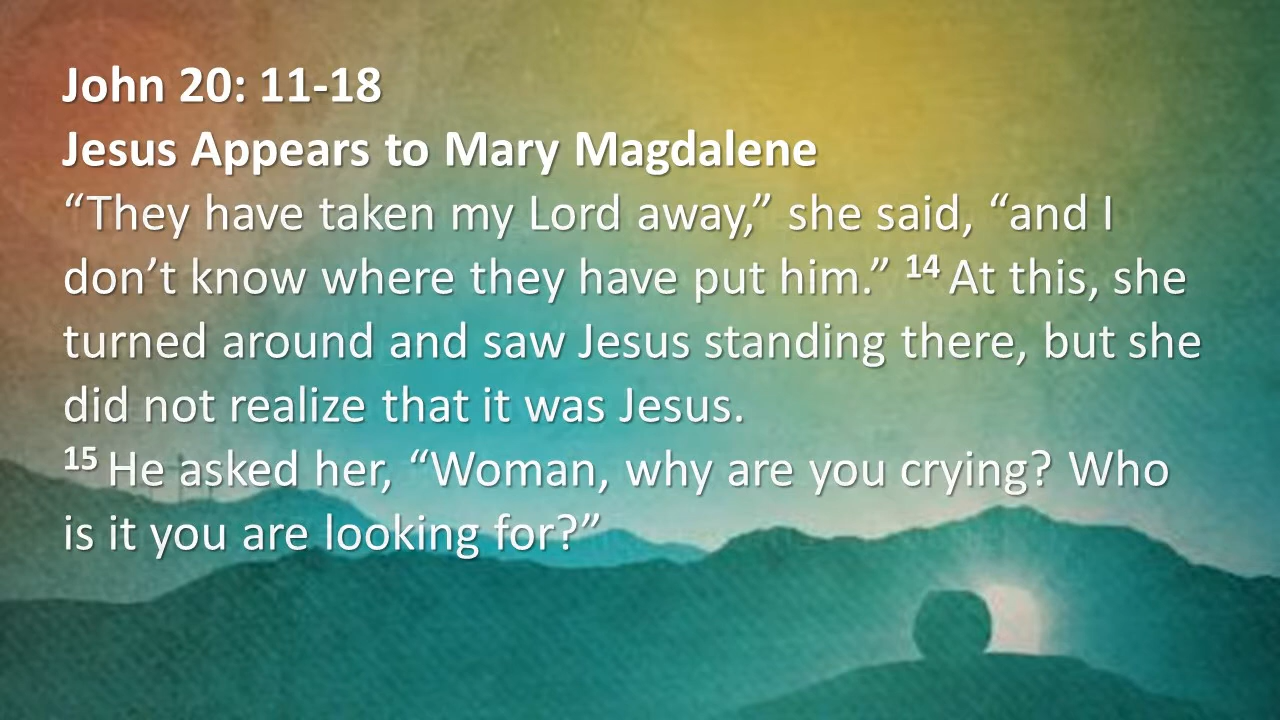 John 20: 11-18
Jesus Appears to Mary Magdalene
“They have taken my Lord away,” she said, “and I
don’t know where they have put him.” 14 At this, she
turned around and saw Jesus standing there, but she
did not realize that it was Jesus.
15 He asked her, “Woman, why are you crying? Who
is it you are looking for?”